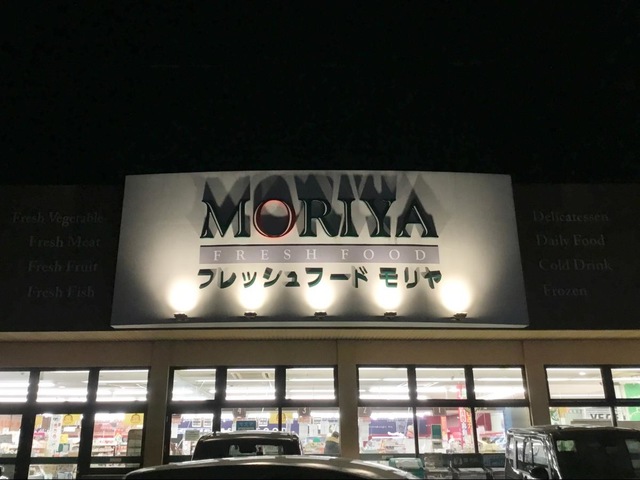 MORIYA
FRESH FOOD
フレッシュフード モリヤ
Fresh Vegetable
Fresh Meat
Fresh Fruit
Fresh Fish
Delicatessen
Daily Food
Cold Drink
Frozen